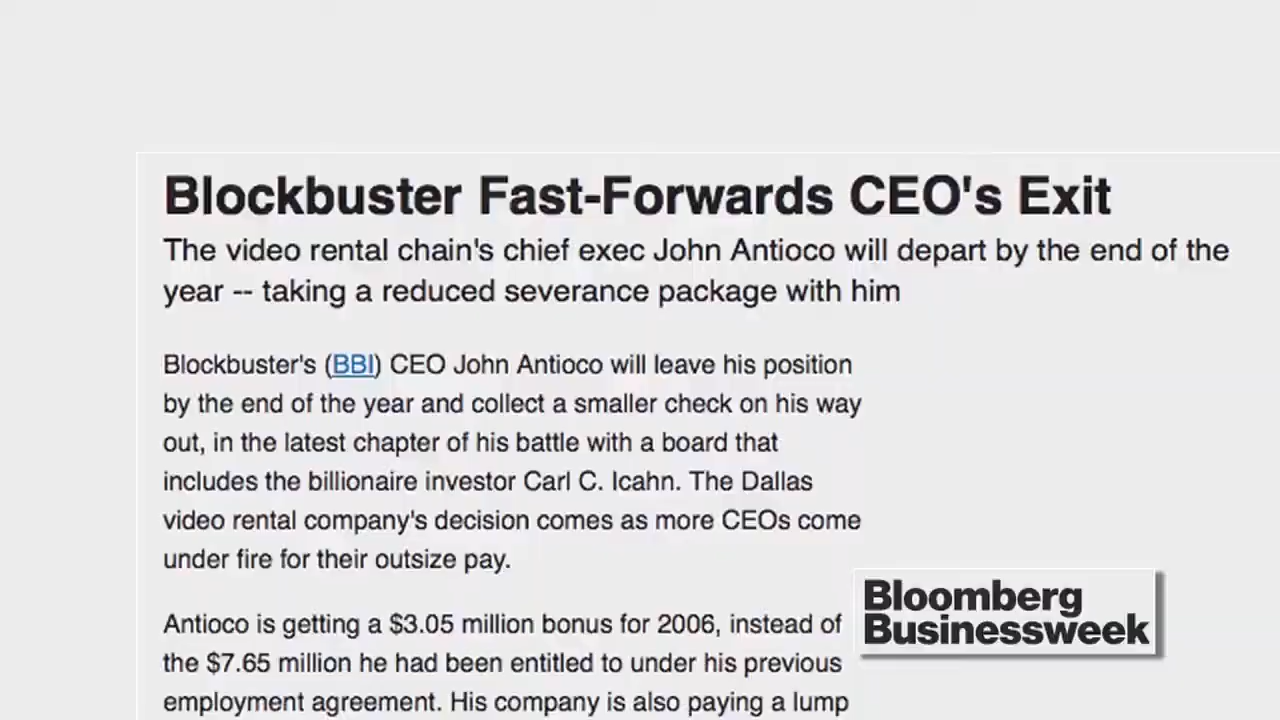 Blockbuster Fast-Forwards CEO's Exit
The video rental chain's chief exec John Antioco will depart by the end of the
year -- taking a reduced severance package with him
Blockbuster's (BBI) CEO John Antioco will leave his position
by the end of the year and collect a smaller check on his way
out, in the latest chapter of his battle with a board that
includes the billionaire investor Carl C. Icahn. The Dallas
video rental company's decision comes as more CEOs come
under fire for their outsize pay.
Antioco is getting a $3.05 million bonus for 2006, instead of
the $7.65 million he had been entitled to under his previous
employment agreement. His company is also paying a lump
Bloomberg
Businessweek